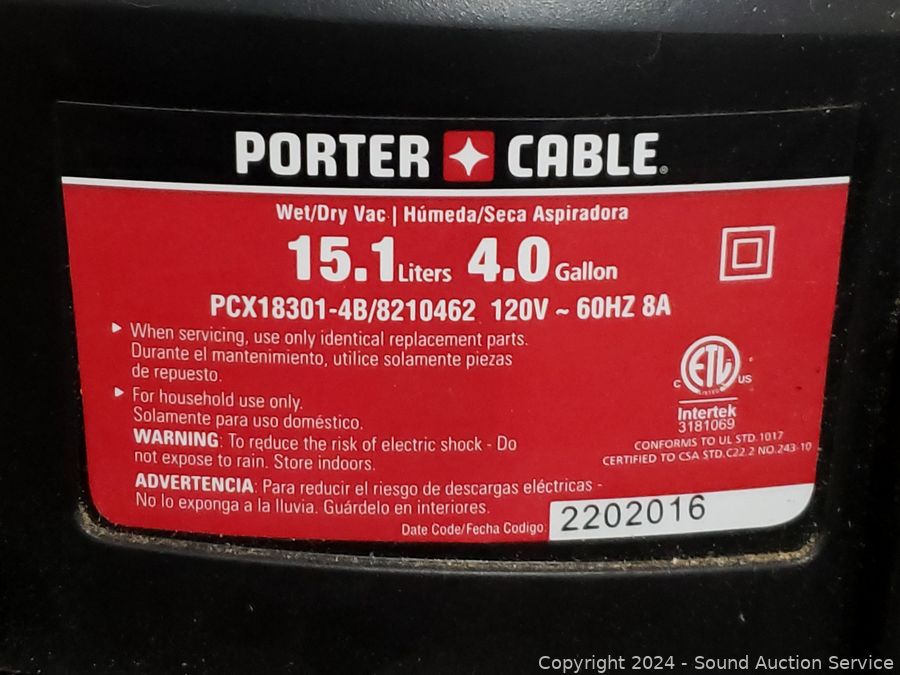 PORTER CABLE®
Wet/Dry Vac | Húmeda/Seca Aspiradora
15.1 Liters 4.0 Gallon
PCX18301-4B/8210462 120V ~ 60HZ 8A
When servicing, use only identical replacement parts.
Durante el mantenimiento, utilice solamente piezas
de repuesto.
For household use only.
Solamente para uso doméstico.
WARNING: To reduce the risk of electric shock - Do
not expose to rain. Store indoors.
ADVERTENCIA: Para reducir el riesgo de descargas eléctricas -
No lo exponga a la lluvia. Guárdelo en interiores.
C ETL US
LISTED
Intertek
3181069
CONFORMS TO UL STD.1017
CERTIFIED TO CSA STD.C22.2 NO.243-10
Date Code/Fecha Codigo: 2202016
Copyright 2024 - Sound Auction Service